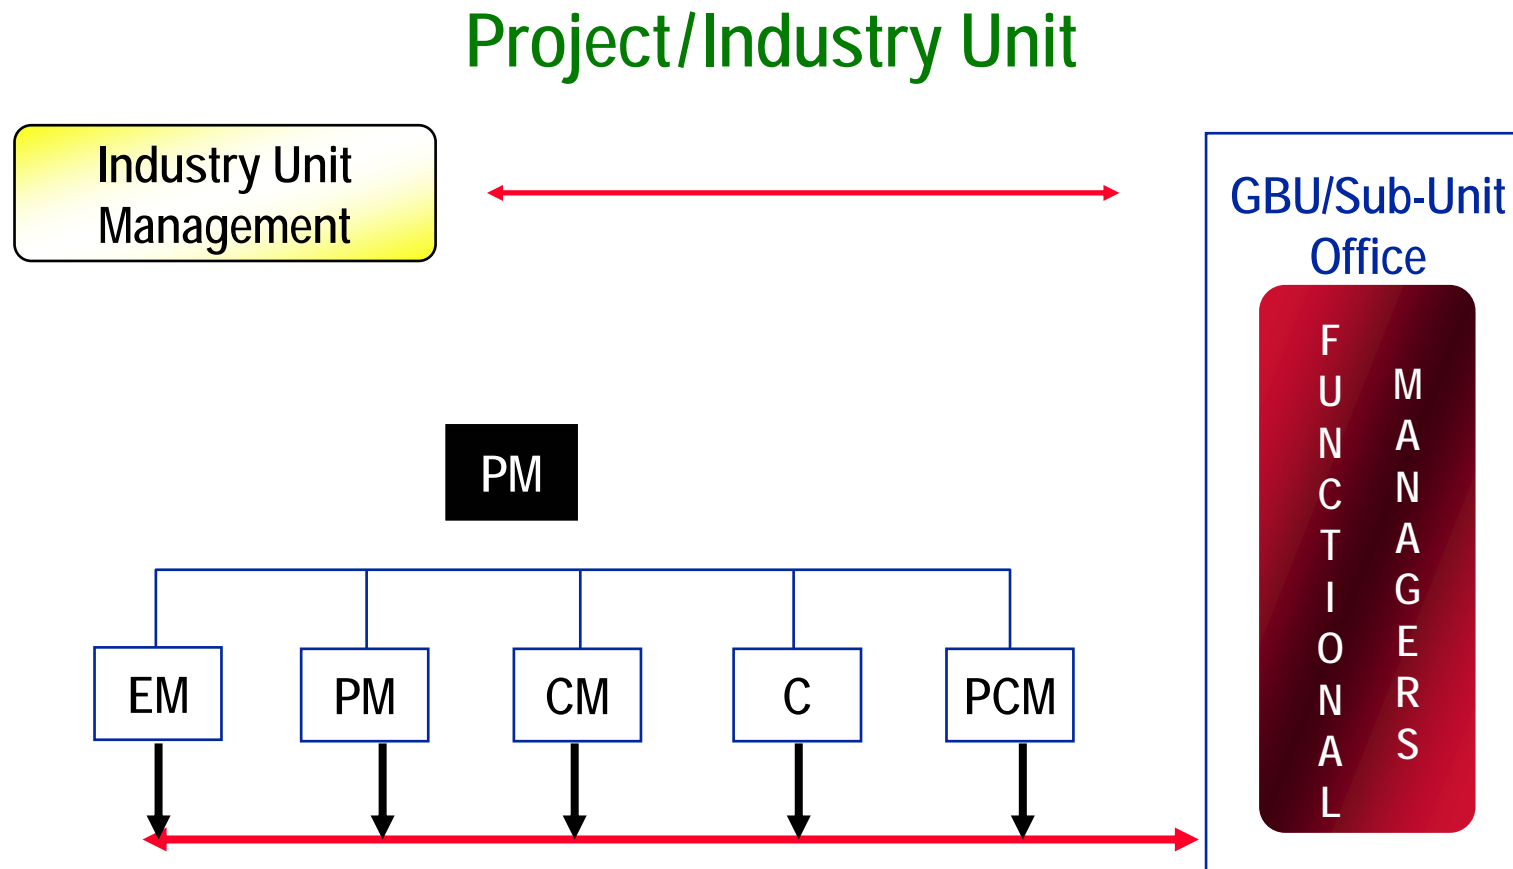 Project/Industry Unit
Industry Unit
Management
GBU/Sub-Unit
Office
FUNCTIONAL
MANAGERS
PM
EM
PM
CM
C
PCM